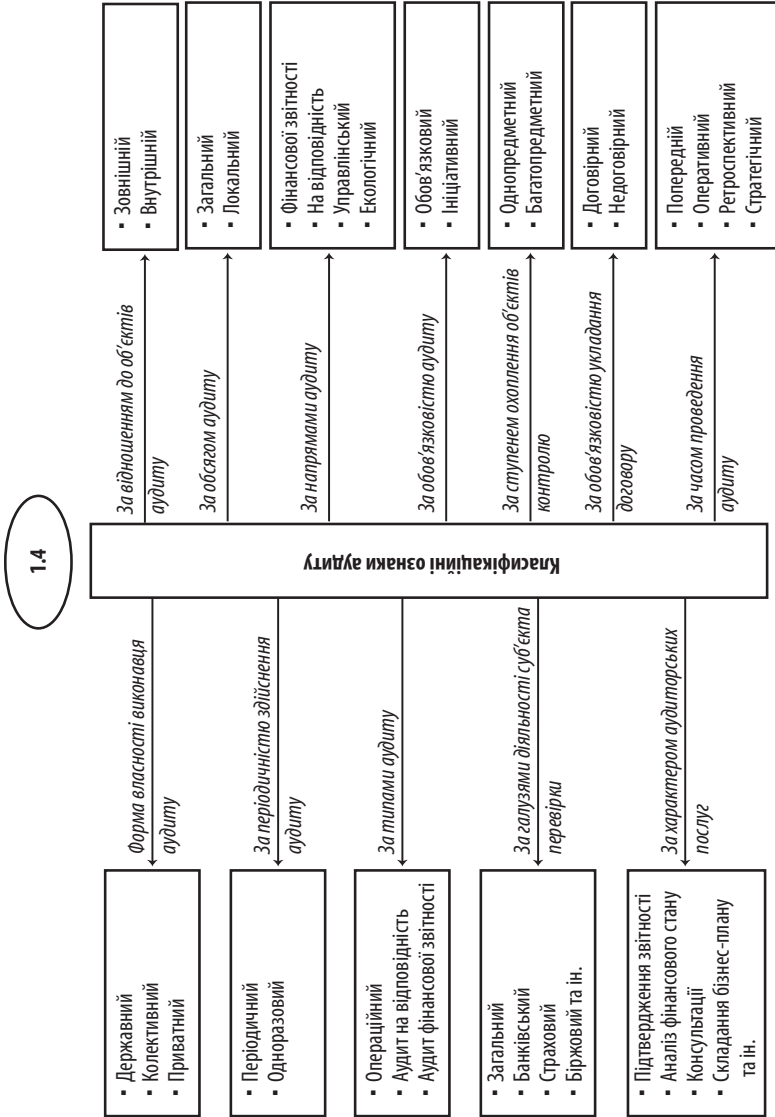 1.4
Класифікаційні ознаки аудиту
Форма власності виконавця
аудиту
▪ Державний
▪ Колективний
▪ Приватний
За періодичністю здійснення
аудиту
▪ Періодичний
▪ Одноразовий
За типами аудиту
▪ Операційний
▪ Аудит на відповідність
▪ Аудит фінансової звітності
За галузями діяльності суб'єкта
перевірки
▪ Загальний
▪ Банківський
▪ Страховий
▪ Біржовий та ін.
За характером аудиторських
послуг
▪ Підтвердження звітності
▪ Аналіз фінансового стану
▪ Консультації
▪ Складання бізнес-плану
та ін.
За відношенням до об'єктів
аудиту
▪ Зовнішній
▪ Внутрішній
За обсягом аудиту
▪ Загальний
▪ Локальний
За напрямами аудиту
▪ Фінансової звітності
▪ На відповідність
▪ Управлінський
▪ Екологічний
За обов'язковістю аудиту
▪ Обов'язковий
▪ Ініціативний
За ступенем охоплення об'єктів
контролю
▪ Однопредметний
▪ Багатопредметний
За обов'язковістю укладання
договору
▪ Договірний
▪ Недоговірний
За часом проведення
аудиту
▪ Попередній
▪ Оперативний
▪ Ретроспективний
▪ Стратегічний